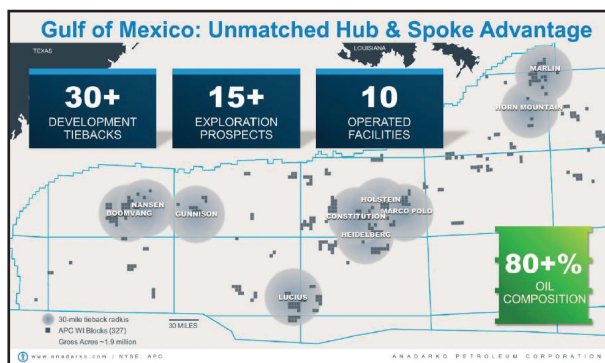 Gulf of Mexico: Unmatched Hub & Spoke Advantage
TEXAS
LOUISIANA
30+
DEVELOPMENT
TIEBACKS
15+
EXPLORATION
PROSPECTS
10
OPERATED
FACILITIES
MARLIN
HORN MOUNTAIN
NANSEN
BOOMVANG
GUNNISON
HOLSTEIN
CONSTITUTION
MARCO POLO
HEIDELBERG
LUCIUS
80+%
OIL
COMPOSITION
30-mile tieback radius
APC WI Blocks (327)
Gross Acres ~1.9 million
30 MILES
www.anadarko.com | NYSE: APC
ANADARKO PETROLEUM CORPORATION